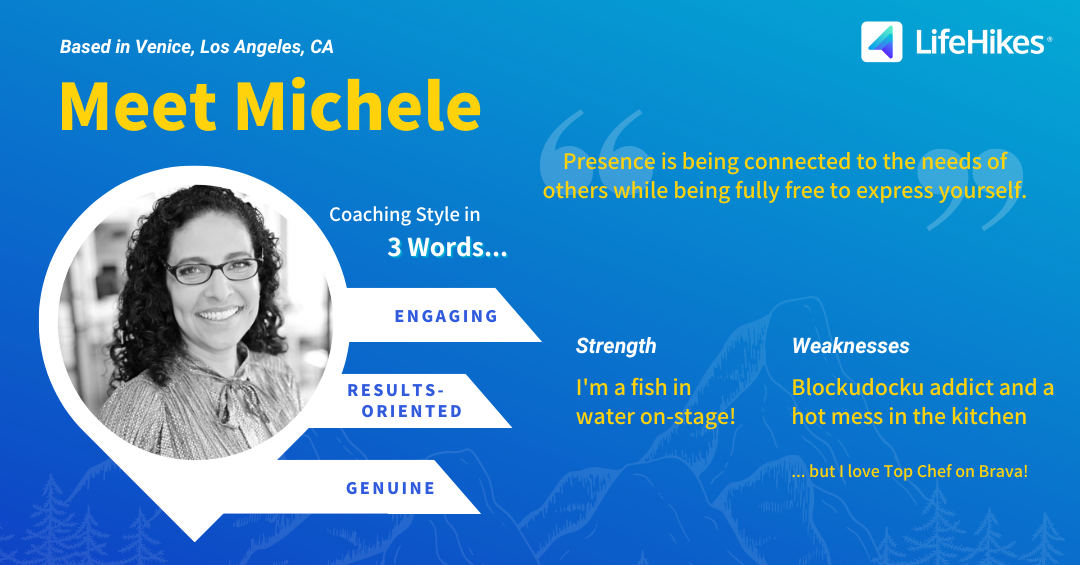 Based in Venice, Los Angeles, CA
LifeHikes®
Meet Michele
Presence is being connected to the needs of
others while being fully free to express yourself.
Coaching Style in
3 Words...
ENGAGING
RESULTS-
ORIENTED
GENUINE
Strength
I'm a fish in
water on-stage!
Weaknesses
Blockudocku addict and a
hot mess in the kitchen
... but I love Top Chef on Brava!